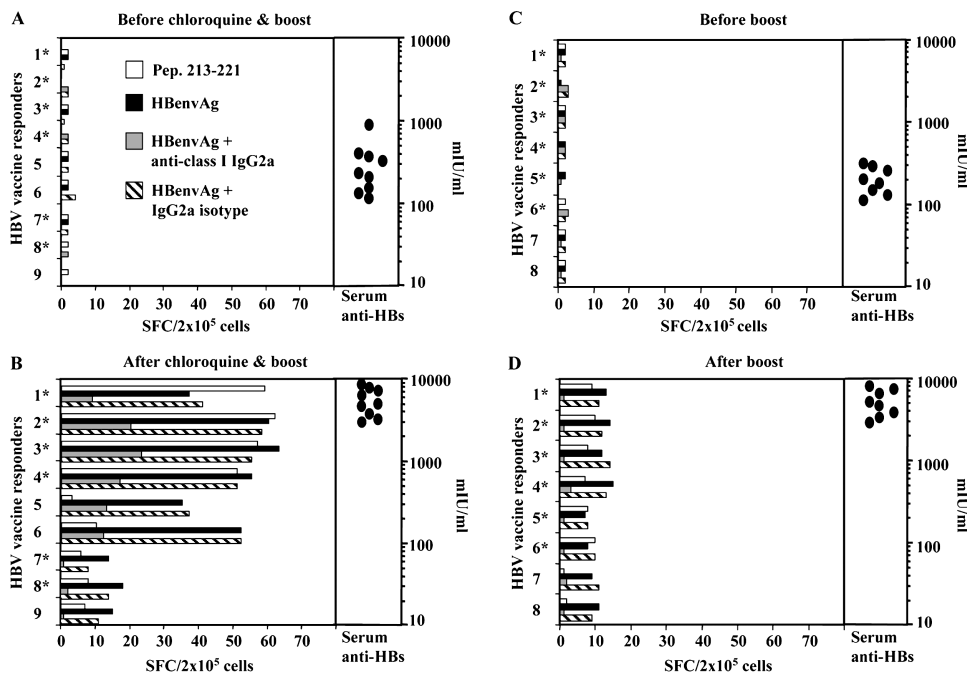 A
Before chloroquine & boost
HBV vaccine responders
1*
2*
3*
4*
5
6
7*
8*
9
Pep. 213-221
HBenvAg
HBenvAg +
anti-class I IgG2a
HBenvAg +
IgG2a isotype
0 10 20 30 40 50 60 70
SFC/2x10⁵ cells
10000
1000
100
10
mIU/ml
Serum
anti-HBs
C
Before boost
HBV vaccine responders
1*
2*
3*
4*
5*
6*
7
8
0 10 20 30 40 50 60 70
SFC/2x10⁵ cells
10000
1000
100
10
mIU/ml
Serum
anti-HBs
B
After chloroquine & boost
HBV vaccine responders
1*
2*
3*
4*
5
6
7*
8*
9
0 10 20 30 40 50 60 70
SFC/2x10⁵ cells
10000
1000
100
10
mIU/ml
Serum
anti-HBs
D
After boost
HBV vaccine responders
1*
2*
3*
4*
5*
6*
7
8
0 10 20 30 40 50 60 70
SFC/2x10⁵ cells
10000
1000
100
10
mIU/ml
Serum
anti-HBs